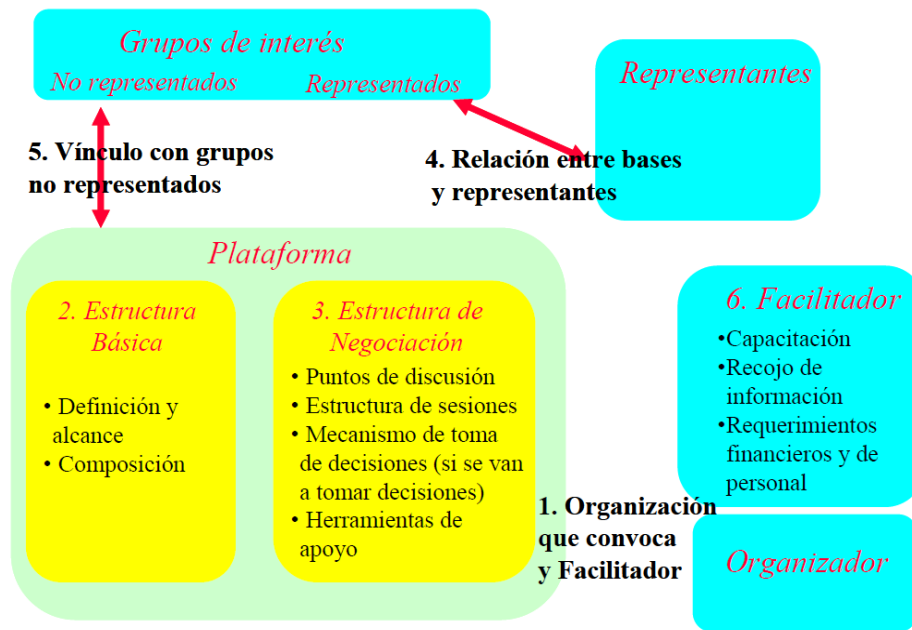 Grupos de interés
No representados
Representados
Representantes
5. Vínculo con grupos
no representados
4. Relación entre bases
y representantes
Plataforma
2. Estructura
Básica
• Definición y
alcance
• Composición
3. Estructura de
Negociación
• Puntos de discusión
• Estructura de sesiones
• Mecanismo de toma
de decisiones (si se van
a tomar decisiones)
• Herramientas de
apoyo
6. Facilitador
•Capacitación
•Recojo de
información
•Requerimientos
financieros y de
personal
1. Organización
que convoca
y Facilitador
Organizador